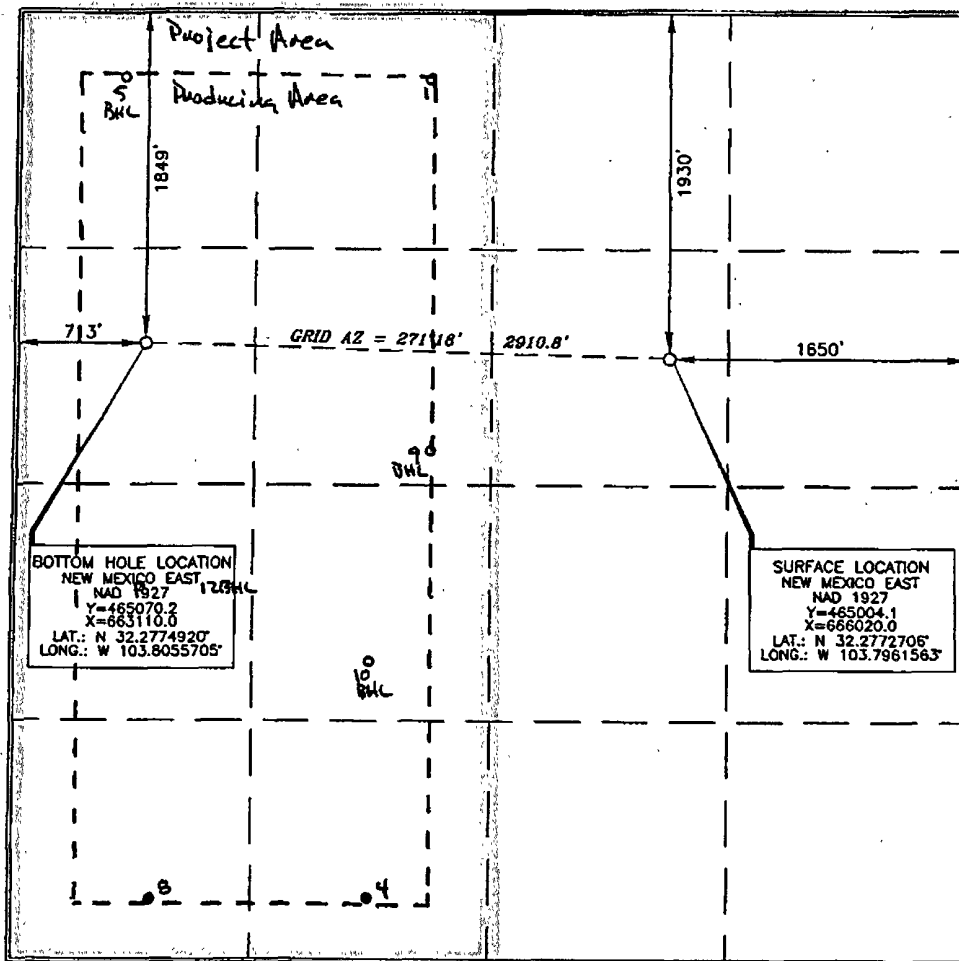 Project Area
5
BHL
Producing Area
1
1849'
1930'
713'
GRID AZ = 271°18' 2910.8'
1650'
9
BHL
BOTTOM HOLE LOCATION
NEW MEXICO EAST
NAD 1927
12BHL
Y=465070.2
X=663110.0
LAT.: N 32.2774920°
LONG.: W 103.8055705°
SURFACE LOCATION
NEW MEXICO EAST
NAD 1927
Y=465004.1
X=666020.0
LAT.: N 32.2772706°
LONG.: W 103.7961563°
10
BHL
8
4